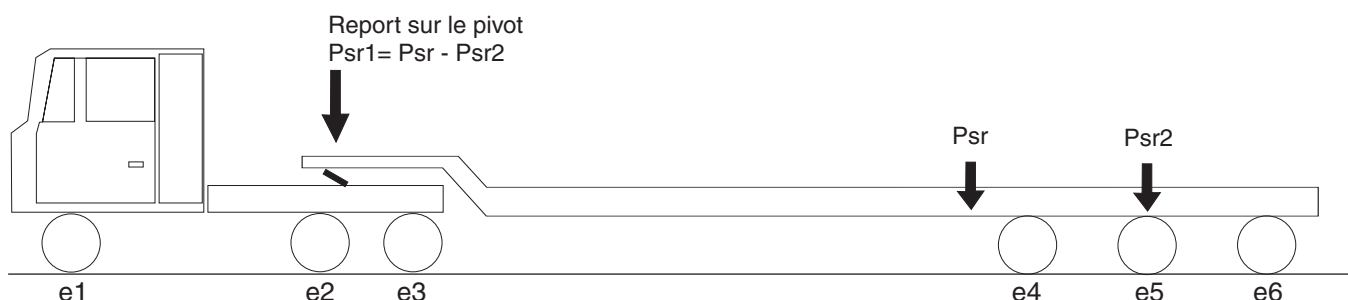 Report sur le pivot
Psr1= Psr - Psr2
Psr
Psr2
e1
e2
e3
e4
e5
e6